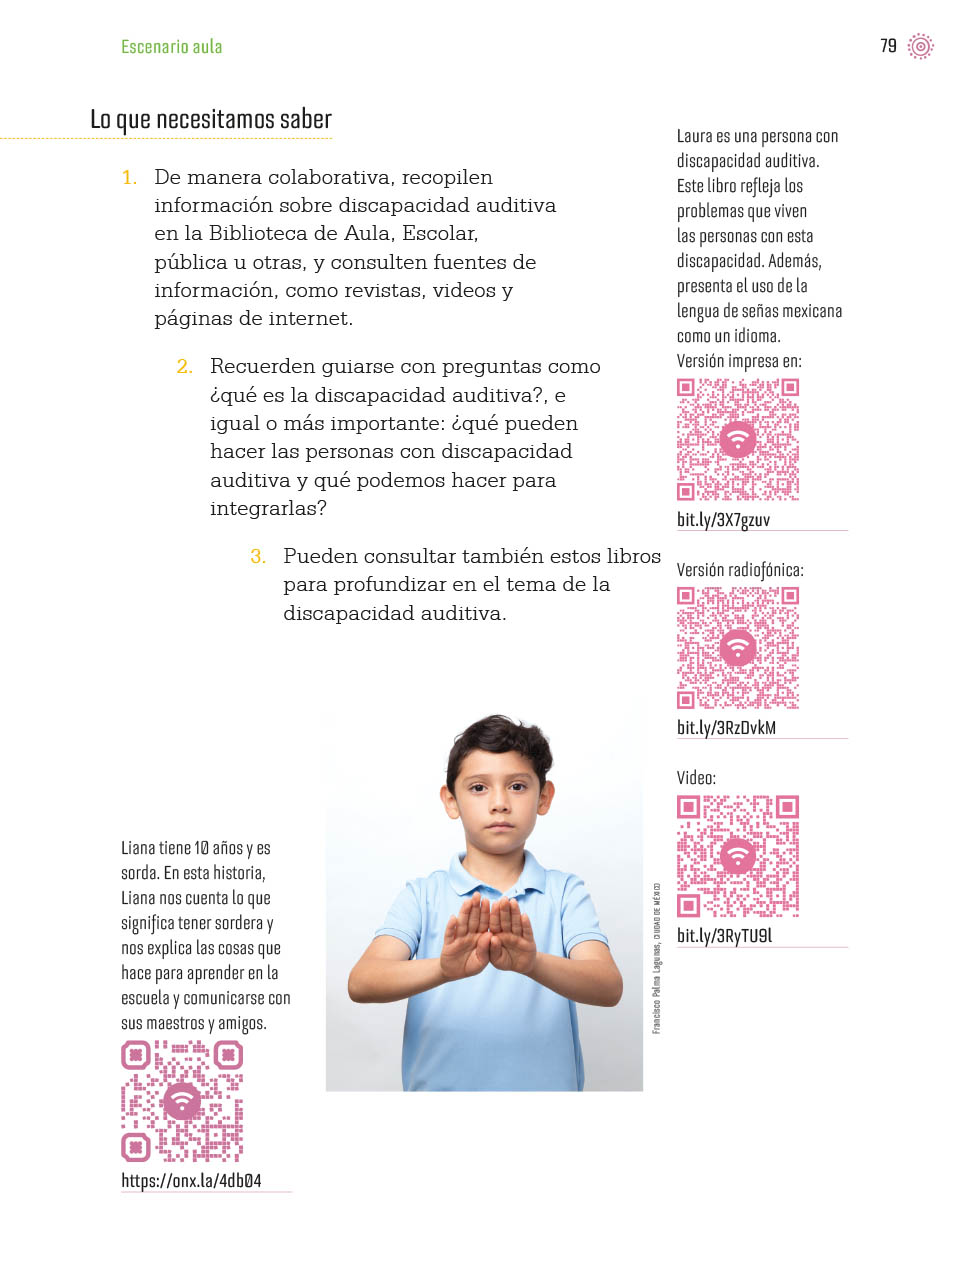 Escenario aula
79
Lo que necesitamos saber
1. De manera colaborativa, recopilen
información sobre discapacidad auditiva
en la Biblioteca de Aula, Escolar,
pública u otras, y consulten fuentes de
información, como revistas, videos y
páginas de internet.
2. Recuerden guiarse con preguntas como
¿qué es la discapacidad auditiva?, e
igual o más importante: ¿qué pueden
hacer las personas con discapacidad
auditiva y qué podemos hacer para
integrarlas?
3. Pueden consultar también estos libros
para profundizar en el tema de la
discapacidad auditiva.
Laura es una persona con
discapacidad auditiva.
Este libro refleja los
problemas que viven
las personas con esta
discapacidad. Además,
presenta el uso de la
lengua de señas mexicana
como un idioma.
Versión impresa en:
bit.ly/3X7gzuv
Versión radiofónica:
bit.ly/3RzDvkM
Video:
bit.ly/3RyTU9l
Liana tiene 10 años y es
sorda. En esta historia,
Liana nos cuenta lo que
significa tener sordera y
nos explica las cosas que
hace para aprender en la
escuela y comunicarse con
sus maestros y amigos.
https://onx.la/4db04
Francisco Palma Lagunas, CIUDAD DE MÉXICO